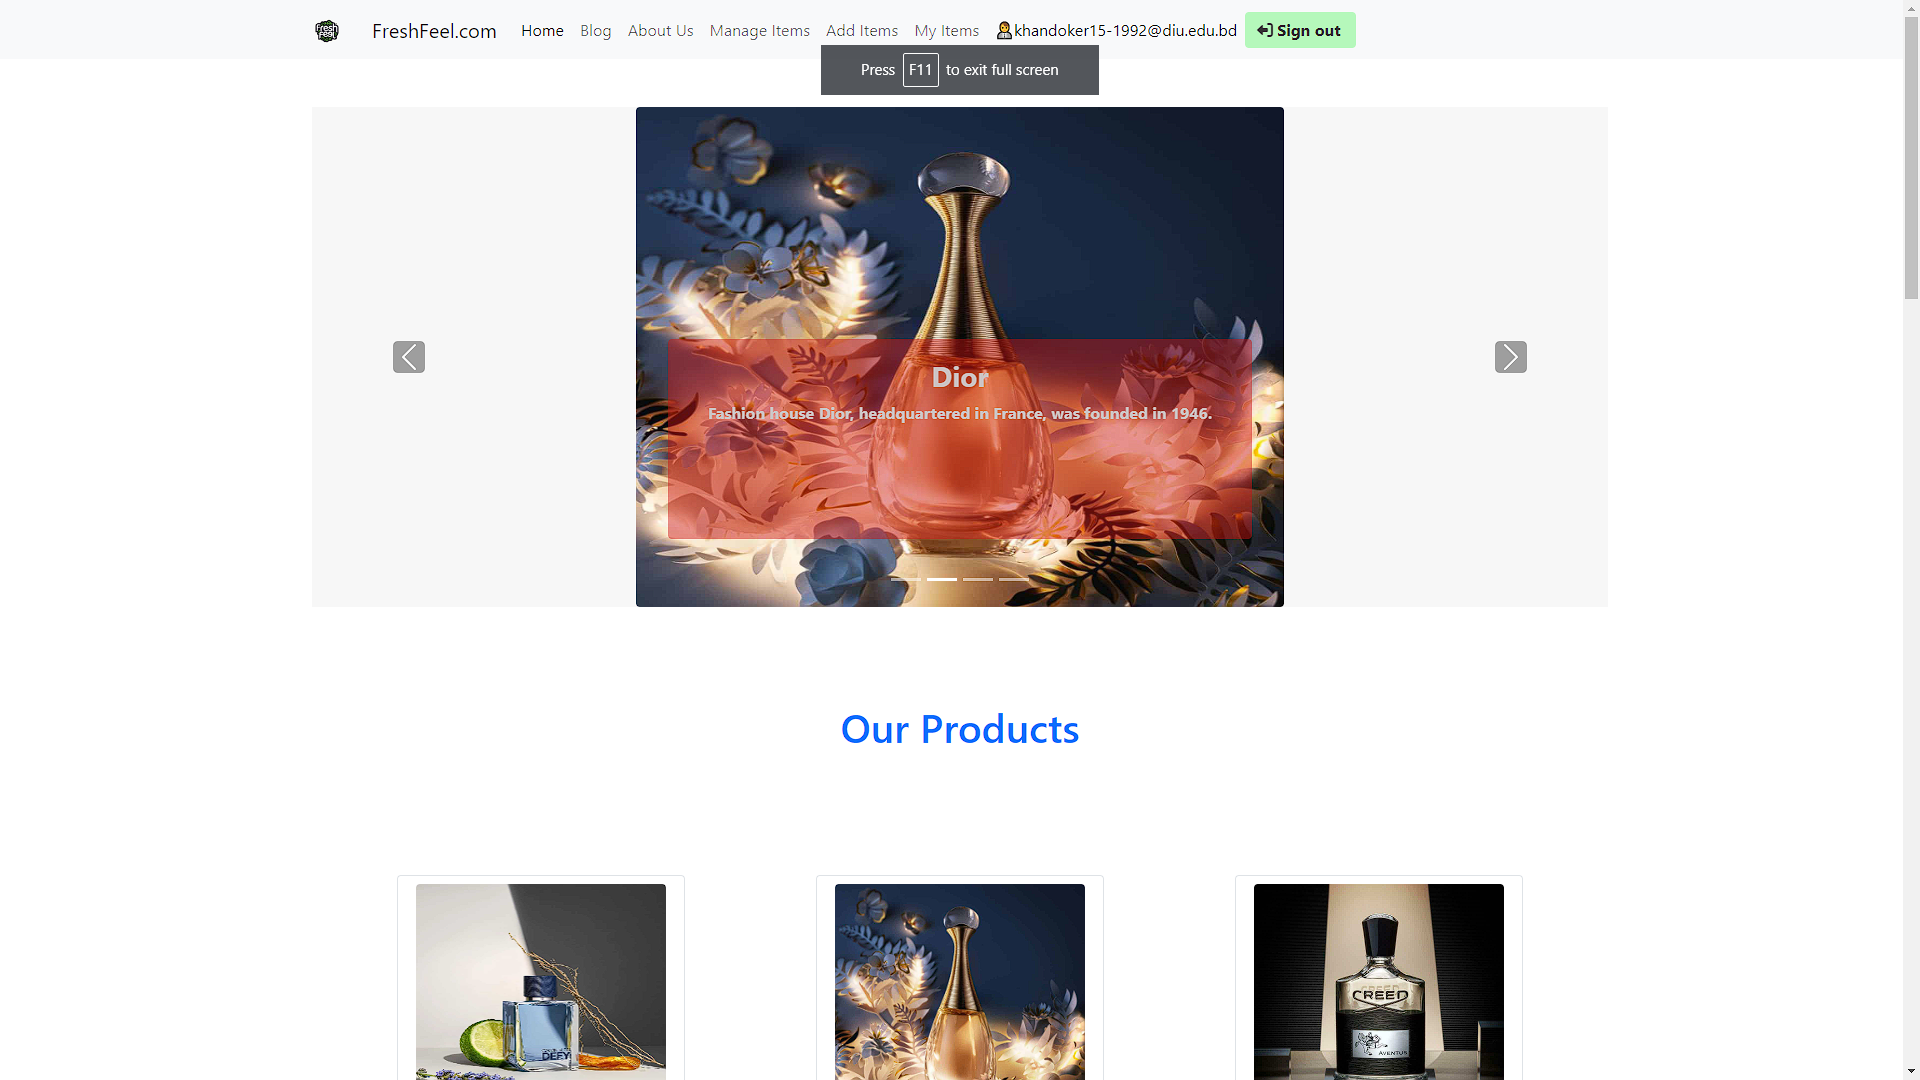 Fresh Feel
FreshFeel.com Home Blog About Us Manage Items Add Items My Items khandoker15-1992@diu.edu.bd Sign out
Press F11 to exit full screen
Dior
Fashion house Dior, headquartered in France, was founded in 1946.
Our Products
DEFY
CREED
AVENTUS